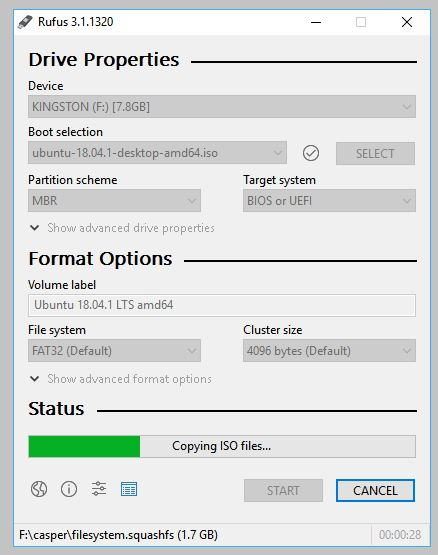 Rufus 3.1.1320
Drive Properties
Device
KINGSTON (F:) [7.8GB]
Boot selection
ubuntu-18.04.1-desktop-amd64.iso
SELECT
Partition scheme
Target system
MBR
BIOS or UEFI
Show advanced drive properties
Format Options
Volume label
Ubuntu 18.04.1 LTS amd64
File system
Cluster size
FAT32 (Default)
4096 bytes (Default)
Show advanced format options
Status
Copying ISO files...
START
CANCEL
F:\casper\filesystem.squashfs (1.7 GB)
00:00:28